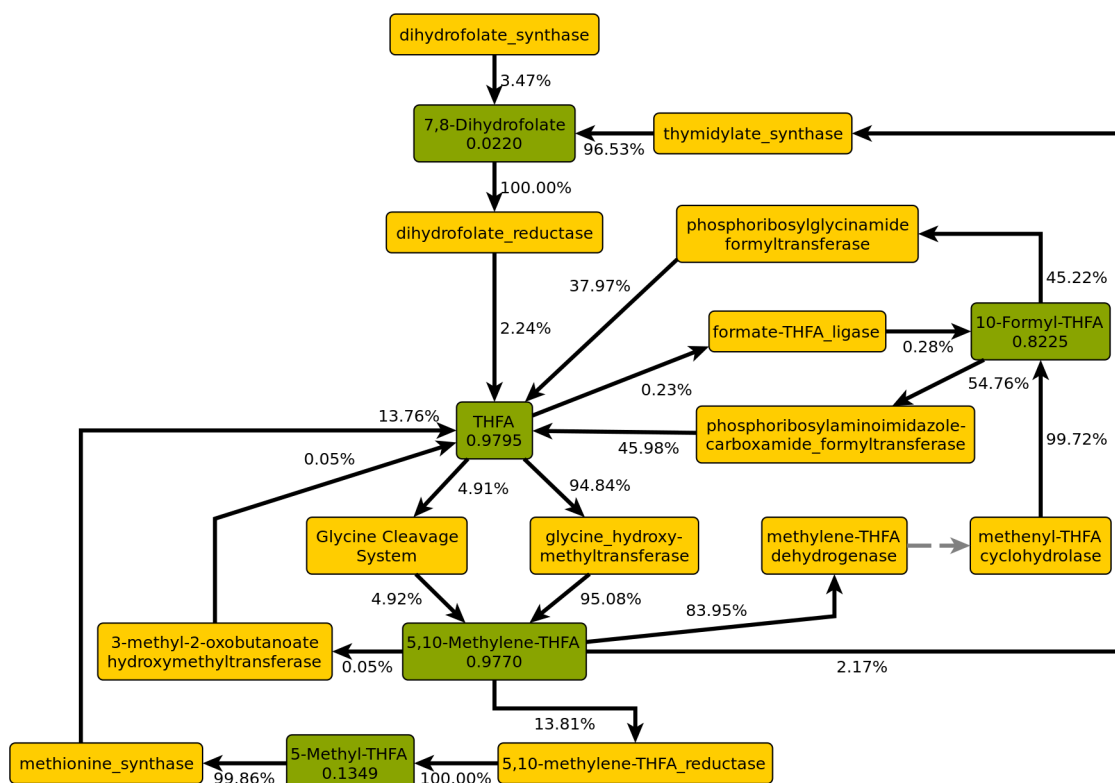 dihydrofolate_synthase
3.47%
7,8-Dihydrofolate
0.0220
thymidylate_synthase
96.53%
100.00%
dihydrofolate_reductase
phosphoribosylglycinamide
formyltransferase
37.97%
45.22%
2.24%
formate-THFA_ligase
0.28%
10-Formyl-THFA
0.8225
0.23%
54.76%
13.76%
THFA
0.9795
45.98%
phosphoribosylaminoimidazole-
carboxamide_formyltransferase
99.72%
0.05%
4.91%
94.84%
Glycine Cleavage
System
glycine_hydroxy-
methyltransferase
methylene-THFA
dehydrogenase
methenyl-THFA
cyclohydrolase
4.92%
95.08%
83.95%
3-methyl-2-oxobutanoate
hydroxymethyltransferase
0.05%
5,10-Methylene-THFA
0.9770
2.17%
13.81%
methionine_synthase
99.86%
5-Methyl-THFA
0.1349
100.00%
5,10-methylene-THFA_reductase